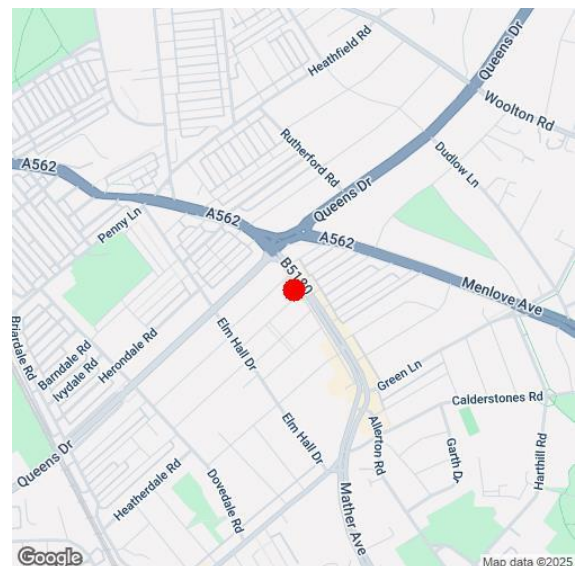 Heathfield Rd
Queens Dr
Woolton Rd
A562
Rutherford Rd
Dudlow Ln
Penny Ln
A562
Queens Dr
A562
B5180
Menlove Ave
Briardale Rd
Barndale Rd
Ivydale Rd
Herondale Rd
Elm Hall Dr
Green Ln
Calderstones Rd
Queens Dr
Heatherdale Rd
Dovedale Rd
Elm Hall Dr
Allerton Rd
Garth D
Harthill Rd
Mather Ave
Google
Map data ©2025